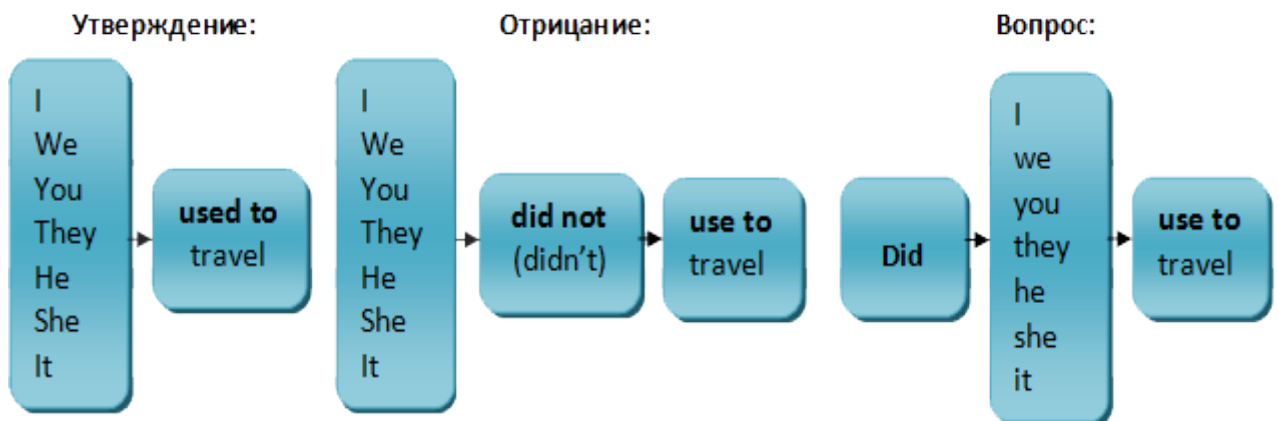 Утверждение:
I
We
You
They
He
She
It
used to
travel
Отрицание:
I
We
You
They
He
She
It
did not
(didn't)
use to
travel
Вопрос:
Did
I
we
you
they
he
she
it
use to
travel